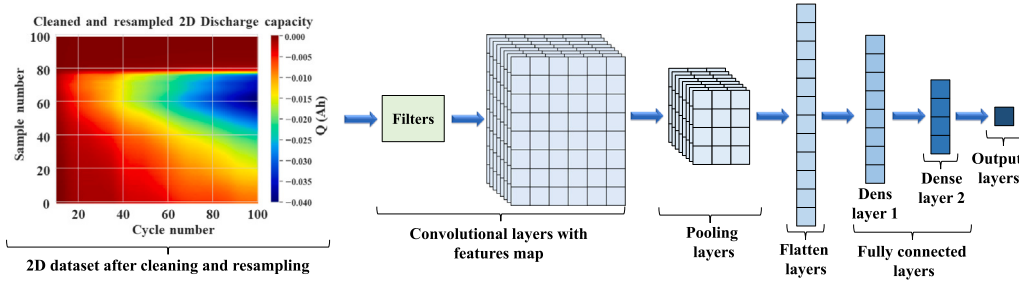 Cleaned and resampled 2D Discharge capacity
100
80
60
40
20
0
Sample number
20
40
60
80
100
Cycle number
0.000
−0.005
−0.010
−0.015
−0.020
−0.025
−0.030
−0.035
−0.040
Q (Ah)
2D dataset after cleaning and resampling
Filters
Convolutional layers with
features map
Pooling
layers
Flatten
layers
Dens
layer 1
Dense
layer 2
Fully connected
layers
Output
layers